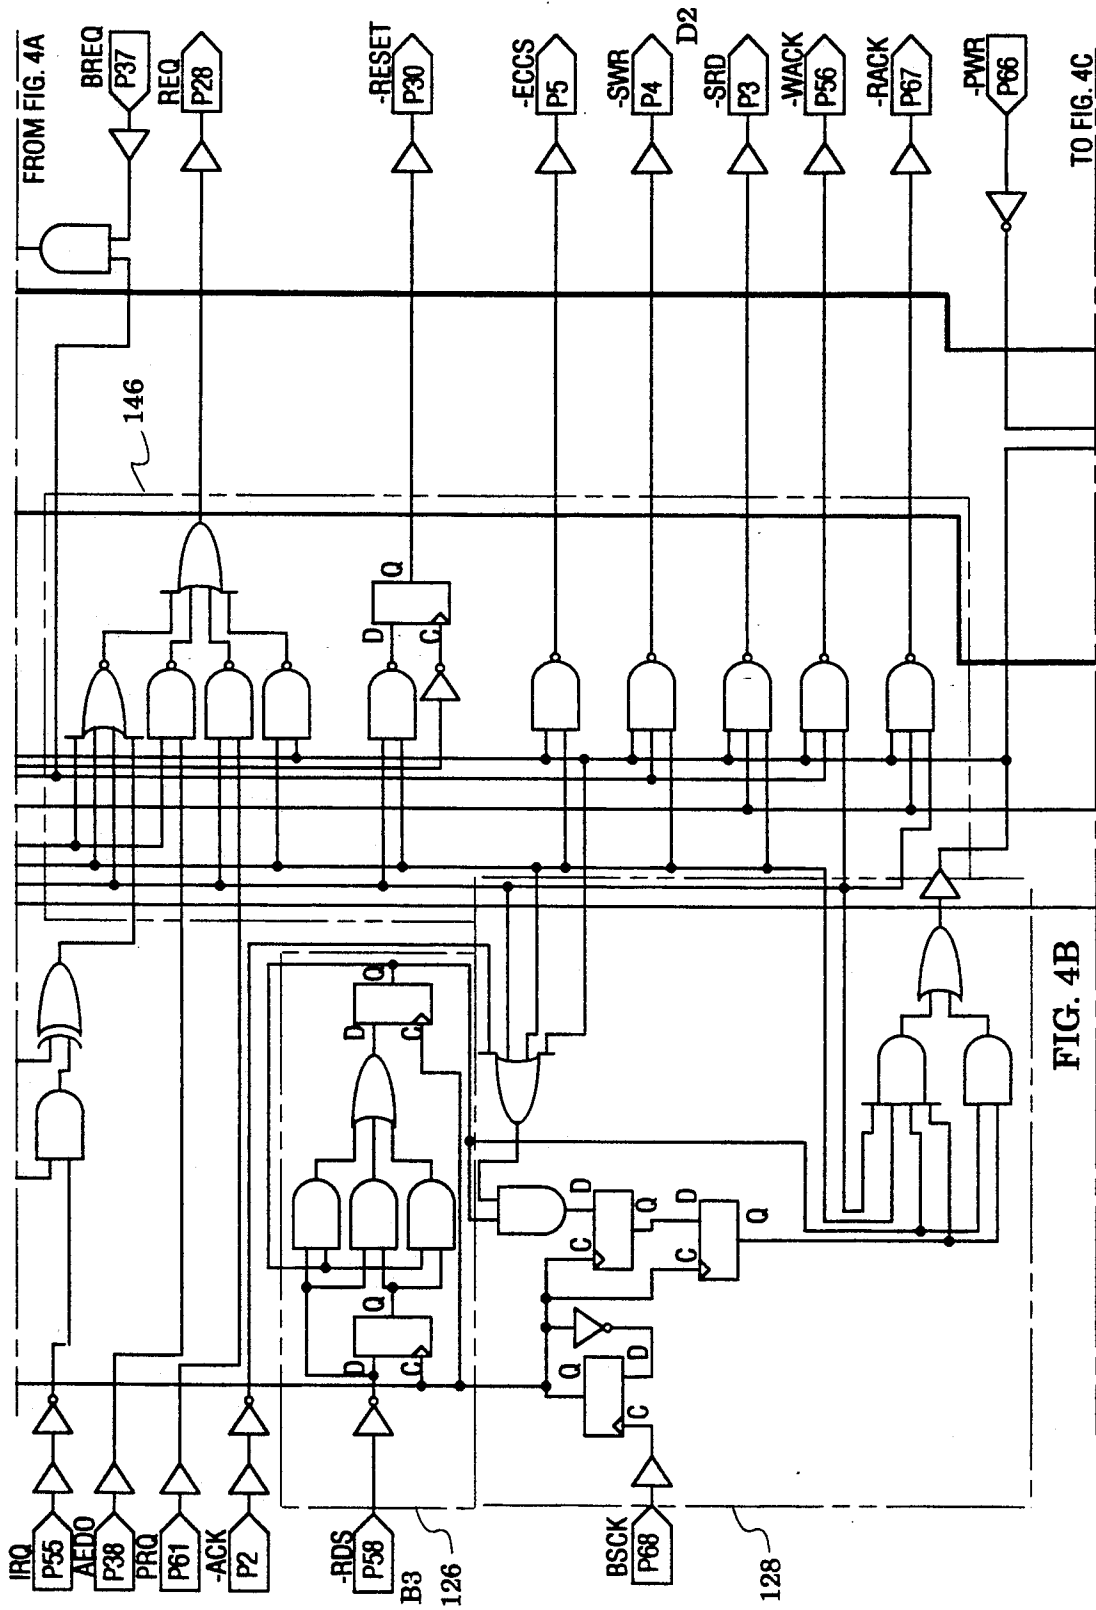 FROM FIG. 4A
IRQ
P55
AEDO
P38
PRQ
P61
-ACK
P2
-RDS
P58
B3
126
BSCK
P68
128
D
C
Q
D
C
Q
C
D
Q
C
D
Q
C
D
Q
146
D
C
Q
BREQ
P37
REQ
P28
-RESET
P30
-ECCS
P5
-SWR
P4
D2
-SRD
P3
-WACK
P56
-RACK
P67
-PWR
P66
TO FIG. 4C
FIG. 4B